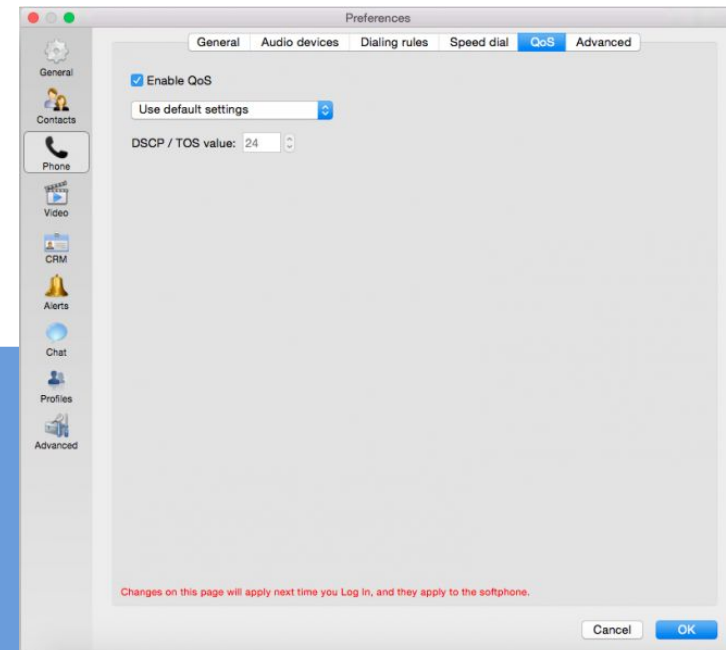 Preferences
General
Audio devices
Dialing rules
Speed dial
QoS
Advanced
General
Contacts
Phone
Video
CRM
Alerts
Chat
Profiles
Advanced
Enable QoS
Use default settings
DSCP / TOS value: 24
Changes on this page will apply next time you Log In, and they apply to the softphone.
Cancel
OK